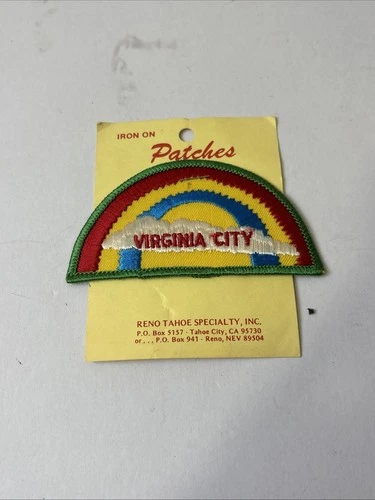 IRON ON
Patches
VIRGINIA CITY
RENO TAHOE SPECIALTY, INC.
P.O. Box 5157 · Tahoe City, CA 95730
or . . . P.O. Box 941 · Reno, NEV 89504